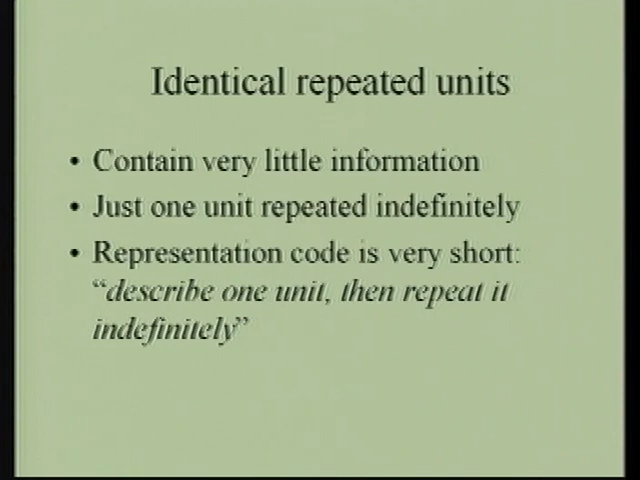 Identical repeated units
• Contain very little information
• Just one unit repeated indefinitely
• Representation code is very short:
“describe one unit, then repeat it
indefinitely”